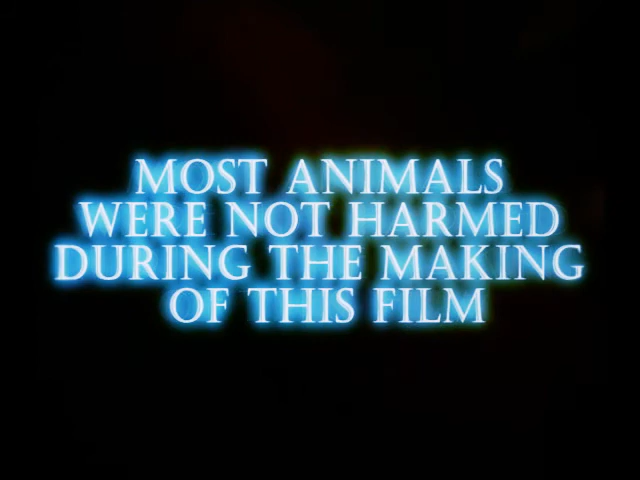 MOST ANIMALS
WERE NOT HARMED
DURING THE MAKING
OF THIS FILM